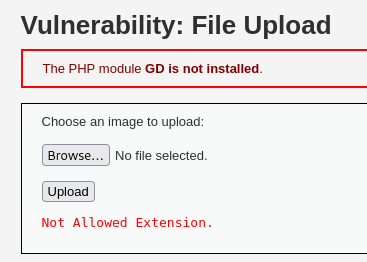 Vulnerability: File Upload
The PHP module GD is not installed.
Choose an image to upload:
Browse... No file selected.
Upload
Not Allowed Extension.